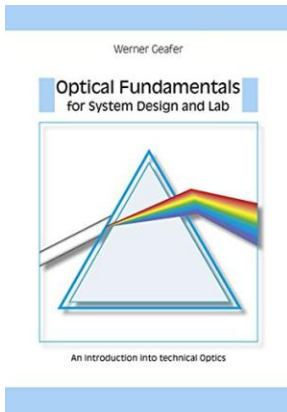 Werner Geafer
Optical Fundamentals
for System Design and Lab
An Introduction into technical Optics